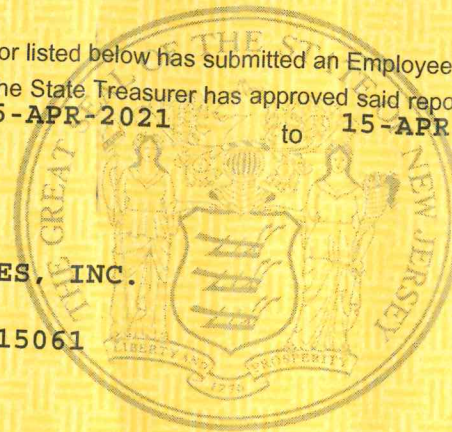 or listed below has submitted an Employee
he State Treasurer has approved said repo
5-APR-2021 to 15-APR
ES, INC.
15061
THE GREAT SEAL OF THE STATE OF NEW JERSEY
LIBERTY AND PROSPERITY
1776